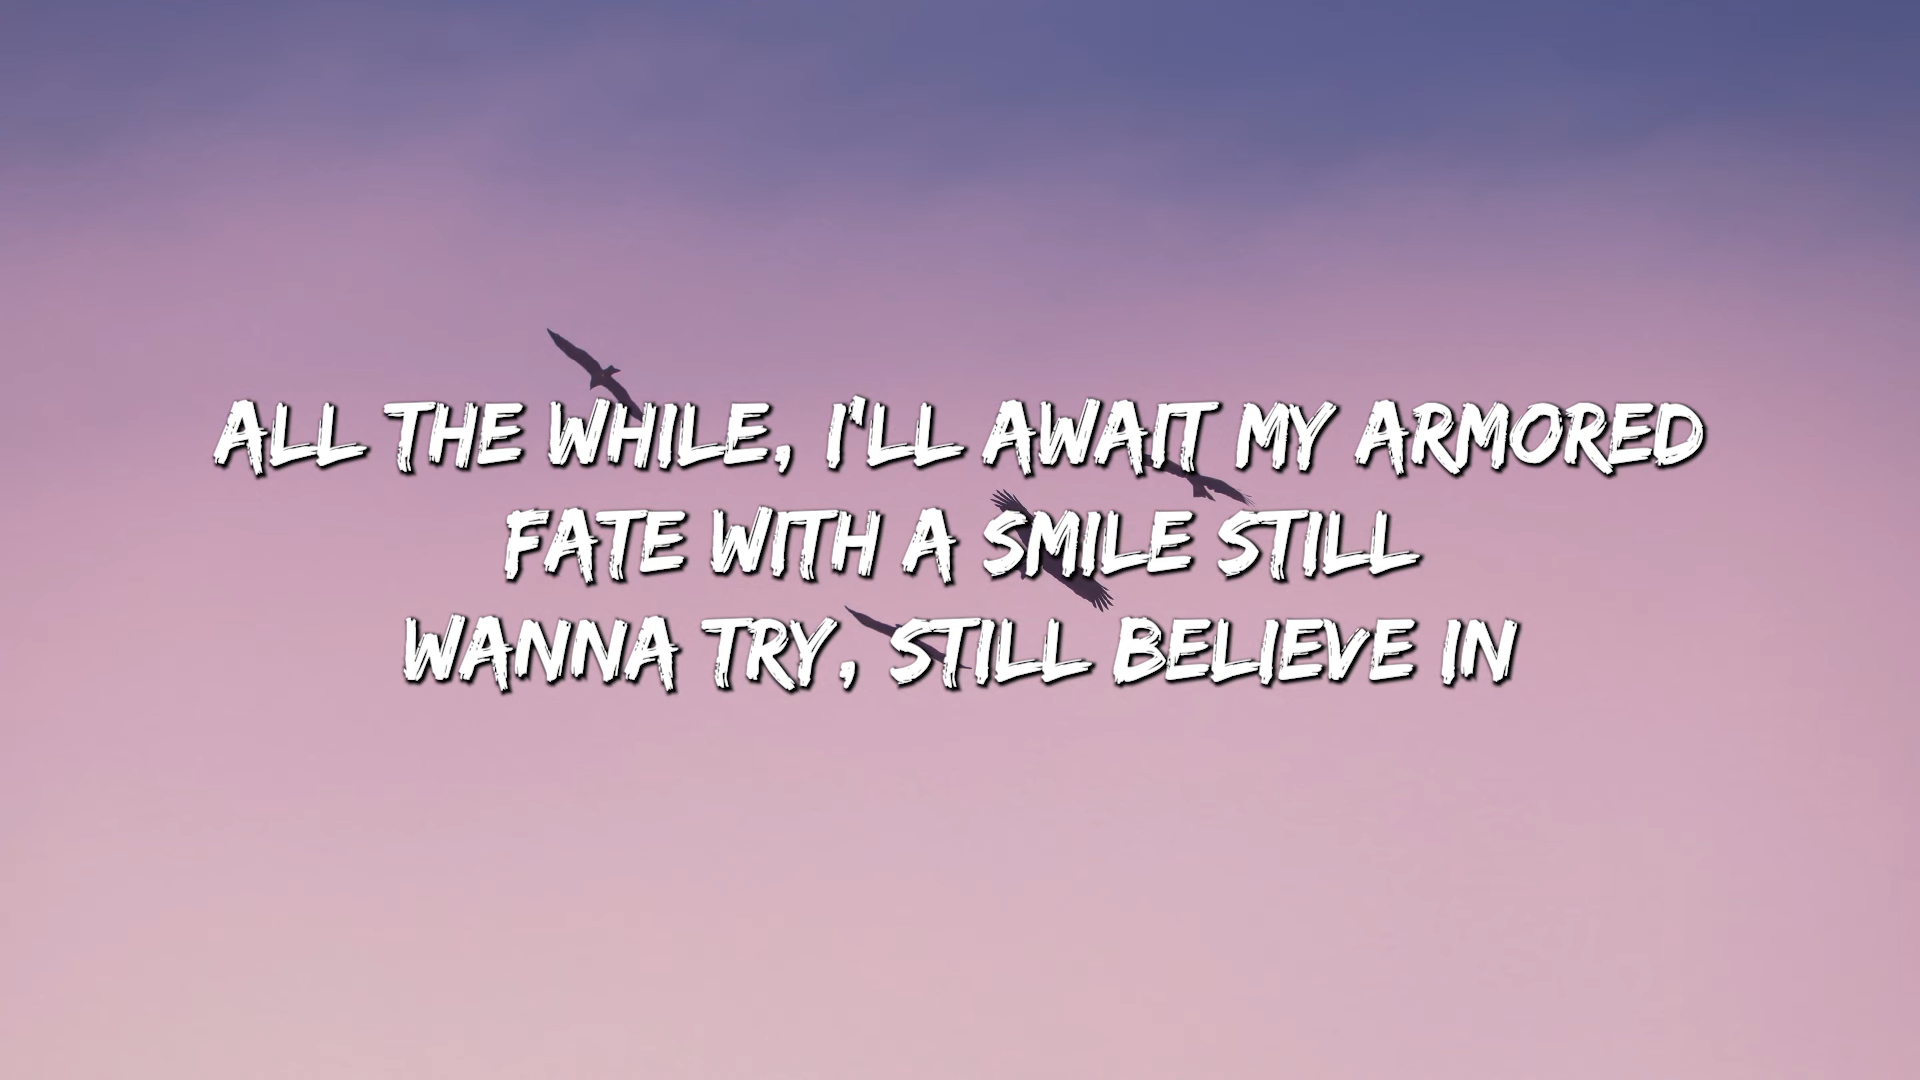 ALL THE WHILE, I'LL AWAIT MY ARMORED
FATE WITH A SMILE STILL
WANNA TRY, STILL BELIEVE IN